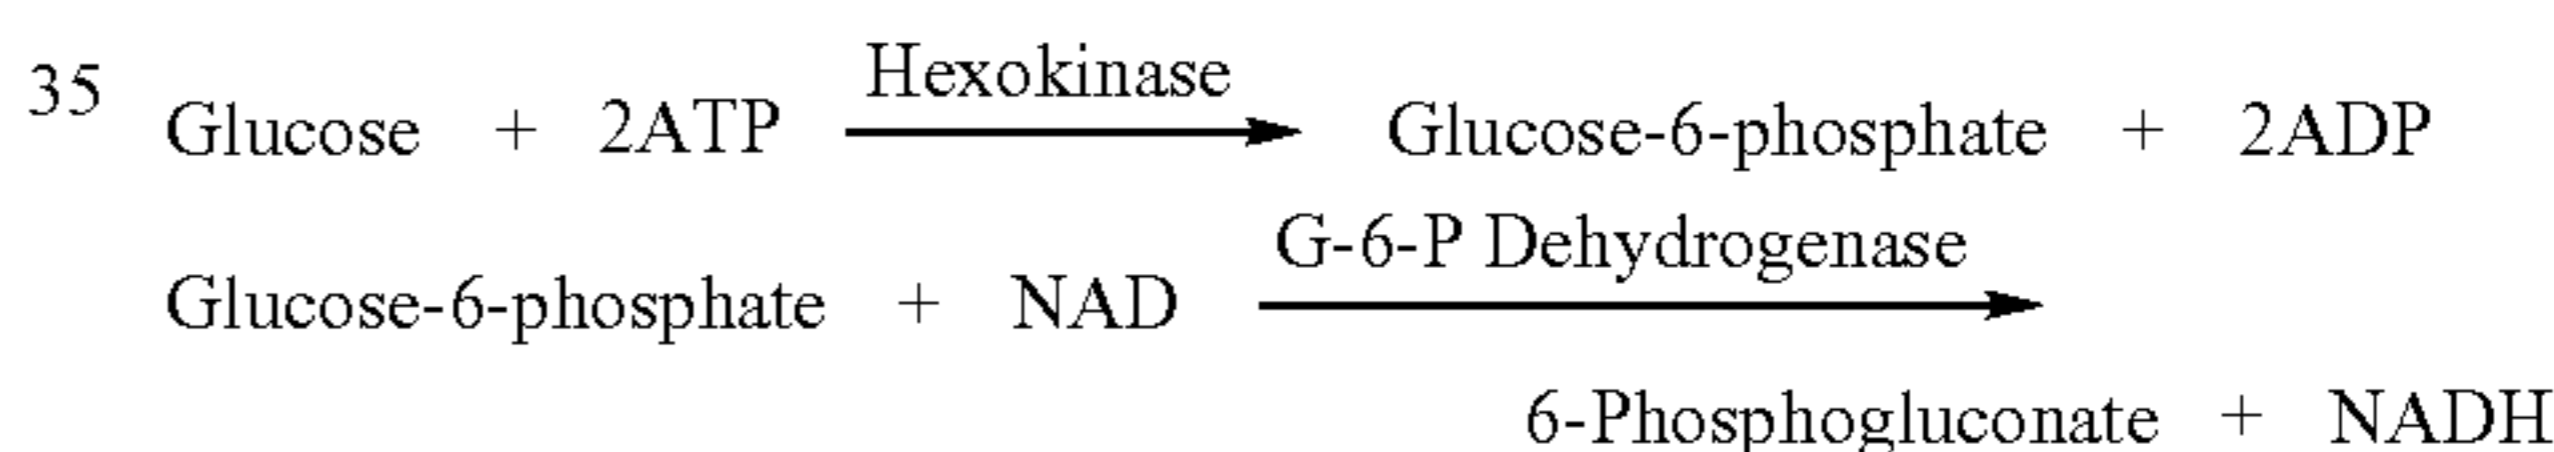 Hexokinase
35 Glucose + 2ATP Glucose-6-phosphate + 2ADP
G-6-P Dehydrogenase
Glucose-6-phosphate + NAD
6-Phosphogluconate + NADH